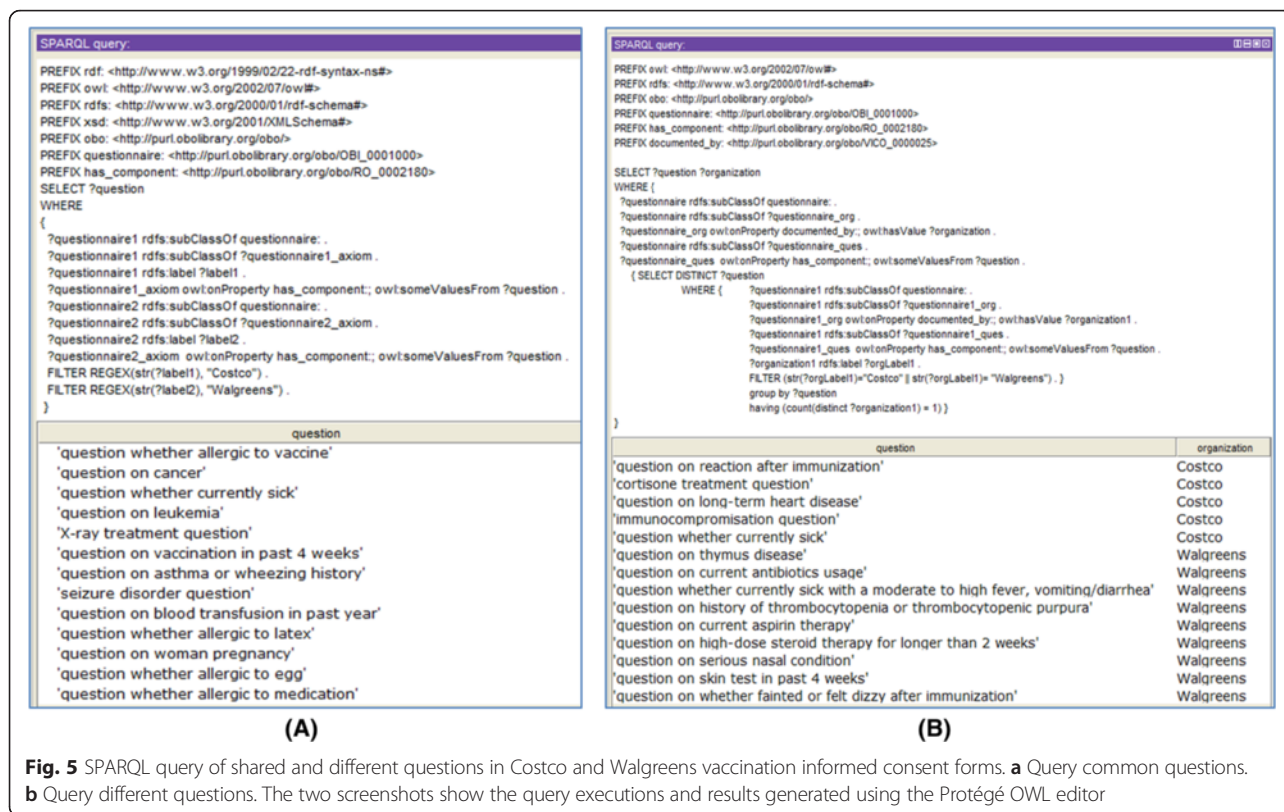 SPARQL query:
PREFIX rdf: <http://www.w3.org/1999/02/22-rdf-syntax-ns#>
PREFIX owl: <http://www.w3.org/2002/07/owl#>
PREFIX rdfs: <http://www.w3.org/2000/01/rdf-schema#>
PREFIX xsd: <http://www.w3.org/2001/XMLSchema#>
PREFIX obo: <http://purl.obolibrary.org/obo/>
PREFIX questionnaire: <http://purl.obolibrary.org/obo/OBI_0001000>
PREFIX has_component: <http://purl.obolibrary.org/obo/RO_0002180>
SELECT ?question
WHERE
{
?questionnaire1 rdfs:subClassOf questionnaire: .
?questionnaire1 rdfs:subClassOf ?questionnaire1_axiom .
?questionnaire1 rdfs:label ?label1 .
?questionnaire1_axiom owl:onProperty has_component:; owl:someValuesFrom ?question .
?questionnaire2 rdfs:subClassOf questionnaire: .
?questionnaire2 rdfs:subClassOf ?questionnaire2_axiom .
?questionnaire2 rdfs:label ?label2 .
?questionnaire2_axiom owl:onProperty has_component:; owl:someValuesFrom ?question .
FILTER REGEX(str(?label1), "Costco") .
FILTER REGEX(str(?label2), "Walgreens") .
}
question
'question whether allergic to vaccine'
'question on cancer'
'question whether currently sick'
'question on leukemia'
'X-ray treatment question'
'question on vaccination in past 4 weeks'
'question on asthma or wheezing history'
'seizure disorder question'
'question on blood transfusion in past year'
'question whether allergic to latex'
'question on woman pregnancy'
'question whether allergic to egg'
'question whether allergic to medication'
(A)
SPARQL query:
PREFIX owl: <http://www.w3.org/2002/07/owl#>
PREFIX rdfs: <http://www.w3.org/2000/01/rdf-schema#>
PREFIX obo: <http://purl.obolibrary.org/obo/>
PREFIX questionnaire: <http://purl.obolibrary.org/obo/OBI_0001000>
PREFIX has_component: <http://purl.obolibrary.org/obo/RO_0002180>
PREFIX documented_by: <http://purl.obolibrary.org/obo/VICO_0000025>
SELECT ?question ?organization
WHERE {
?questionnaire rdfs:subClassOf questionnaire: .
?questionnaire rdfs:subClassOf ?questionnaire_org .
?questionnaire_org owl:onProperty documented_by:; owl:hasValue ?organization .
?questionnaire rdfs:subClassOf ?questionnaire_ques .
?questionnaire_ques owl:onProperty has_component:; owl:someValuesFrom ?question .
{ SELECT DISTINCT ?question
WHERE { ?questionnaire1 rdfs:subClassOf questionnaire: .
?questionnaire1 rdfs:subClassOf ?questionnaire1_org .
?questionnaire1_org owl:onProperty documented_by:; owl:hasValue ?organization1 .
?questionnaire1 rdfs:subClassOf ?questionnaire1_ques .
?questionnaire1_ques owl:onProperty has_component:; owl:someValuesFrom ?question .
?organization1 rdfs:label ?orgLabel1 .
FILTER (str(?orgLabel1)="Costco" || str(?orgLabel1)= "Walgreens") . }
group by ?question
having (count(distinct ?organization1) = 1) }
}
question organization
'question on reaction after immunization' Costco
'cortisone treatment question' Costco
'question on long-term heart disease' Costco
'immunocompromisation question' Costco
'question whether currently sick' Costco
'question on thymus disease' Walgreens
'question on current antibiotics usage' Walgreens
'question whether currently sick with a moderate to high fever, vomiting/diarrhea' Walgreens
'question on history of thrombocytopenia or thrombocytopenic purpura' Walgreens
'question on current aspirin therapy' Walgreens
'question on high-dose steroid therapy for longer than 2 weeks' Walgreens
'question on serious nasal condition' Walgreens
'question on skin test in past 4 weeks' Walgreens
'question on whether fainted or felt dizzy after immunization' Walgreens
(B)
Fig. 5 SPARQL query of shared and different questions in Costco and Walgreens vaccination informed consent forms. a Query common questions.
b Query different questions. The two screenshots show the query executions and results generated using the Protégé OWL editor